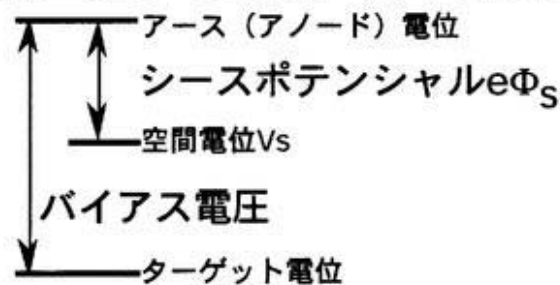 アース（アノード）電位
シースポテンシャルeΦS
空間電位Vs
バイアス電圧
ターゲット電位